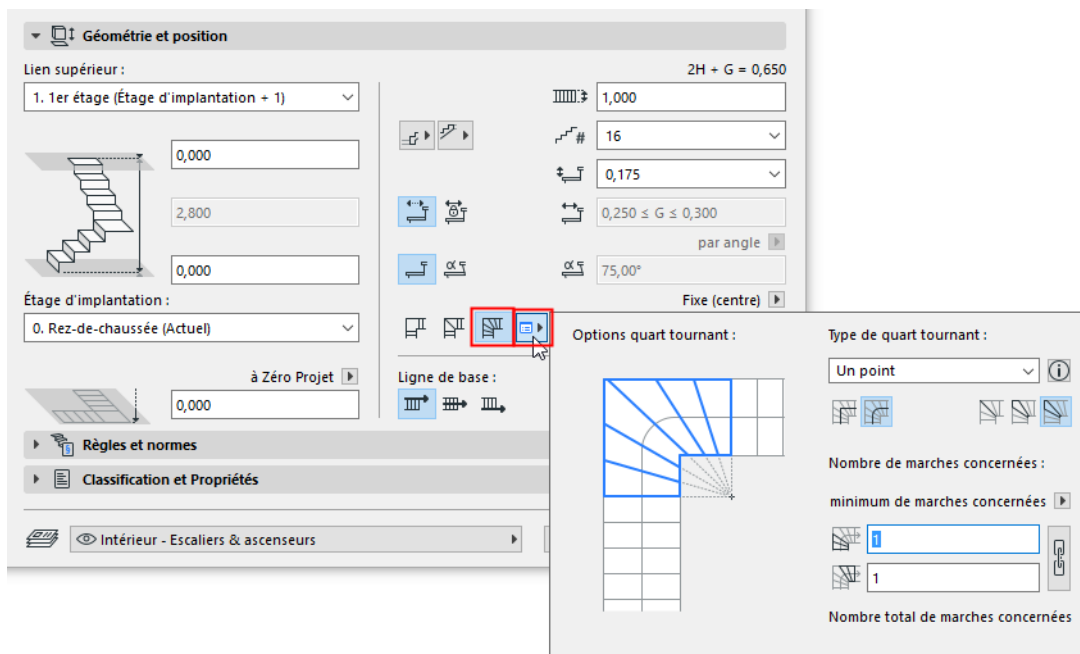 Géométrie et position
Lien supérieur :
2H + G = 0,650
1. 1er étage (Étage d'implantation + 1)
1,000
#
16
0,000
0,175
2,800
0,250 ≤ G ≤ 0,300
par angle
0,000
α
α
75,00°
Étage d'implantation :
Fixe (centre)
0. Rez-de-chaussée (Actuel)
à Zéro Projet
Ligne de base :
0,000
Règles et normes
Classification et Propriétés
Intérieur - Escaliers & ascenseurs
Options quart tournant :
Type de quart tournant :
Un point
Nombre de marches concernées :
minimum de marches concernées
1
1
Nombre total de marches concernées